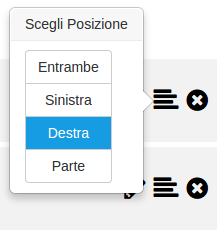 Scegli Posizione
Entrambe
Sinistra
Destra
Parte